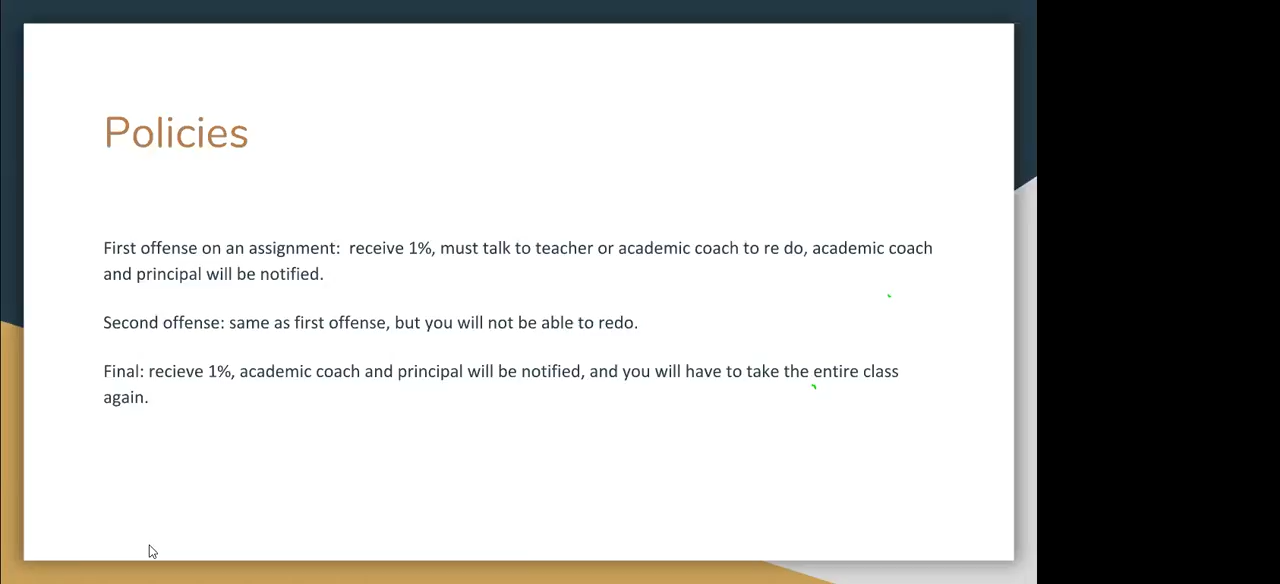 Policies
First offense on an assignment:  receive 1%, must talk to teacher or academic coach to re do, academic coach
and principal will be notified.
Second offense: same as first offense, but you will not be able to redo.
Final: recieve 1%, academic coach and principal will be notified, and you will have to take the entire class
again.